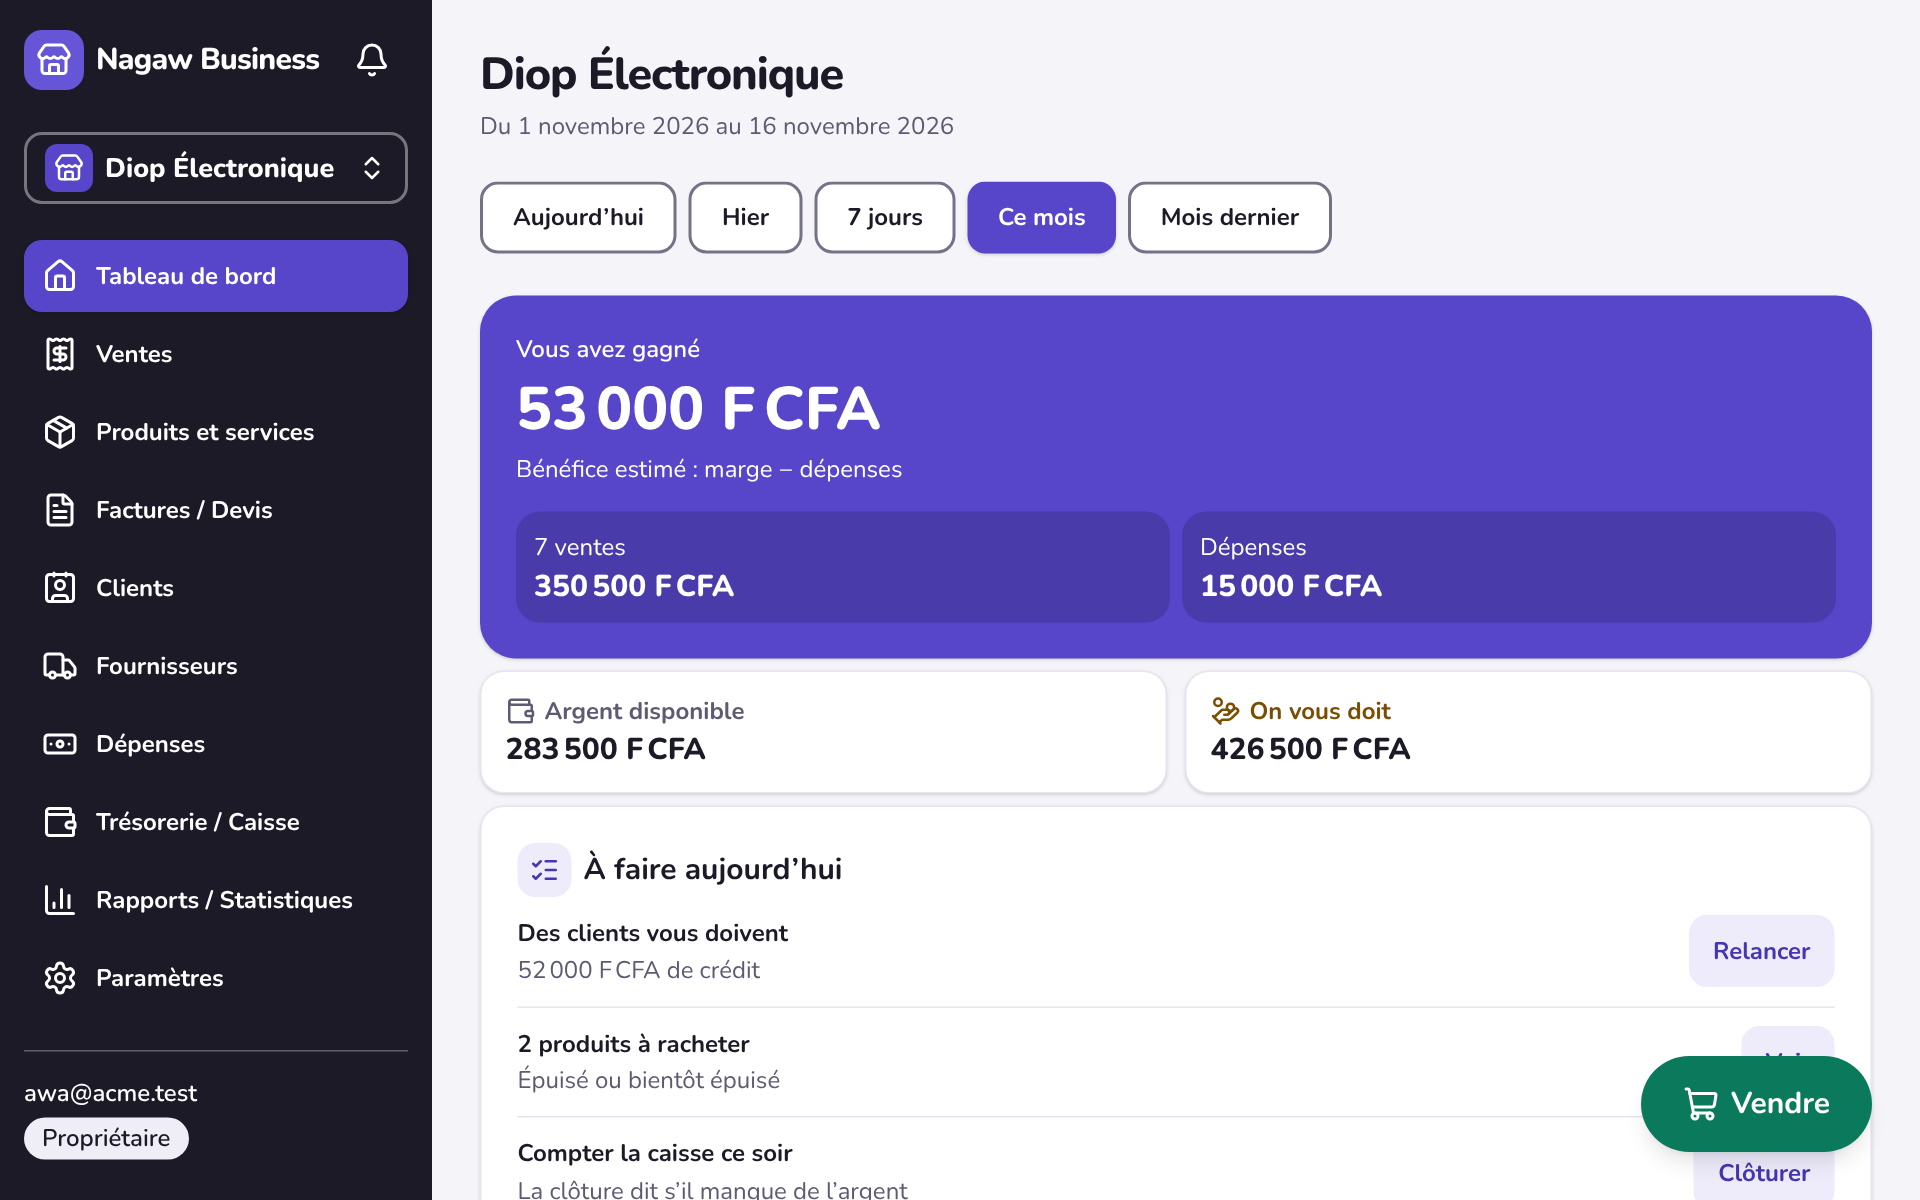 Nagaw Business
Diop Électronique
Tableau de bord
Ventes
Produits et services
Factures / Devis
Clients
Fournisseurs
Dépenses
Trésorerie / Caisse
Rapports / Statistiques
Paramètres
awa@acme.test
Propriétaire
Diop Électronique
Du 1 novembre 2026 au 16 novembre 2026
Aujourd’hui
Hier
7 jours
Ce mois
Mois dernier
Vous avez gagné
53 000 F CFA
Bénéfice estimé : marge − dépenses
7 ventes
350 500 F CFA
Dépenses
15 000 F CFA
Argent disponible
283 500 F CFA
On vous doit
426 500 F CFA
À faire aujourd’hui
Des clients vous doivent
52 000 F CFA de crédit
Relancer
2 produits à racheter
Épuisé ou bientôt épuisé
Vendre
Compter la caisse ce soir
La clôture dit s’il manque de l’argent
Clôturer